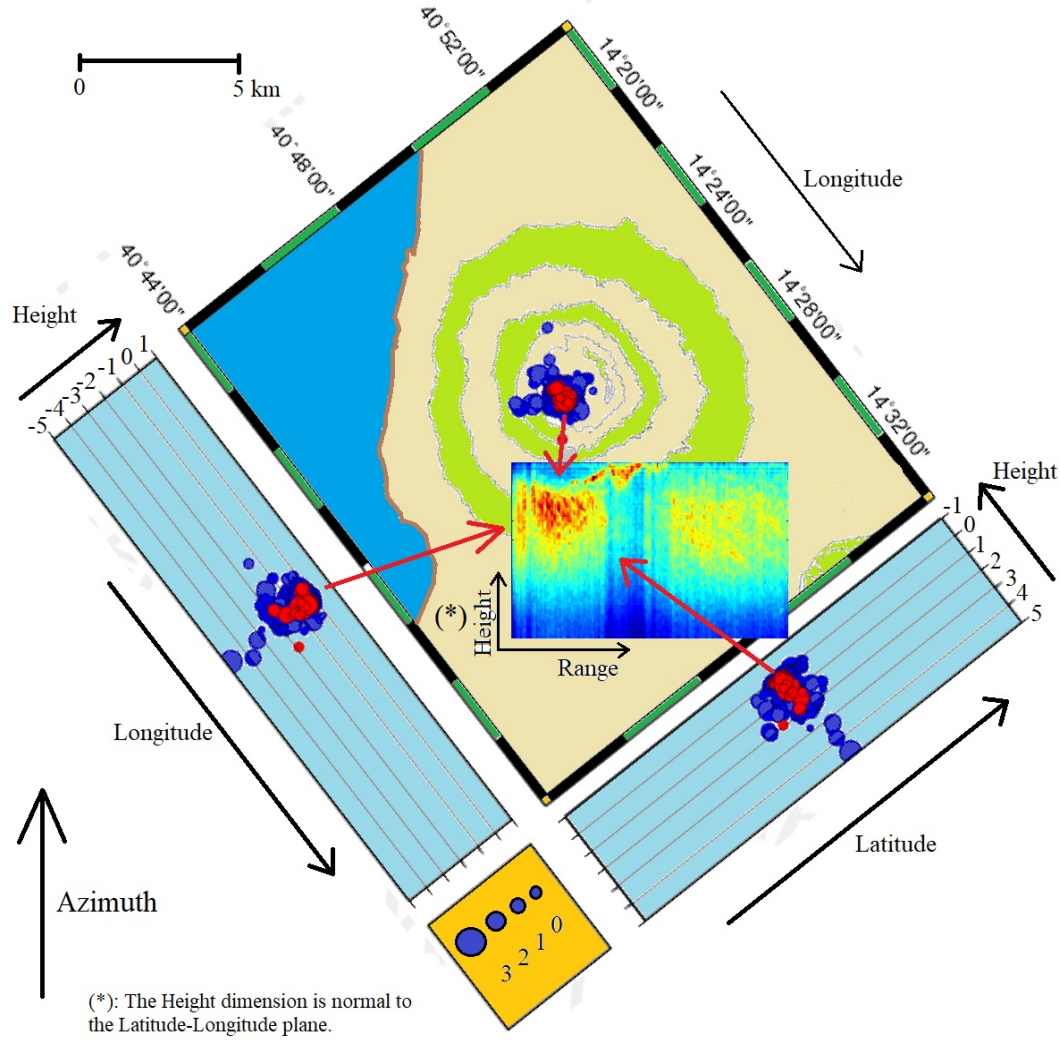 0 5 km
40°52'00"
40°48'00"
40°44'00"
14°20'00"
14°24'00"
14°28'00"
14°32'00"
Longitude
Height
-5 -4 -3 -2 -1 0 1
Height
-1 0 1 2 3 4 5
(*)
Height
Range
Longitude
Latitude
Azimuth
3 2 1 0
(*): The Height dimension is normal to
the Latitude-Longitude plane.